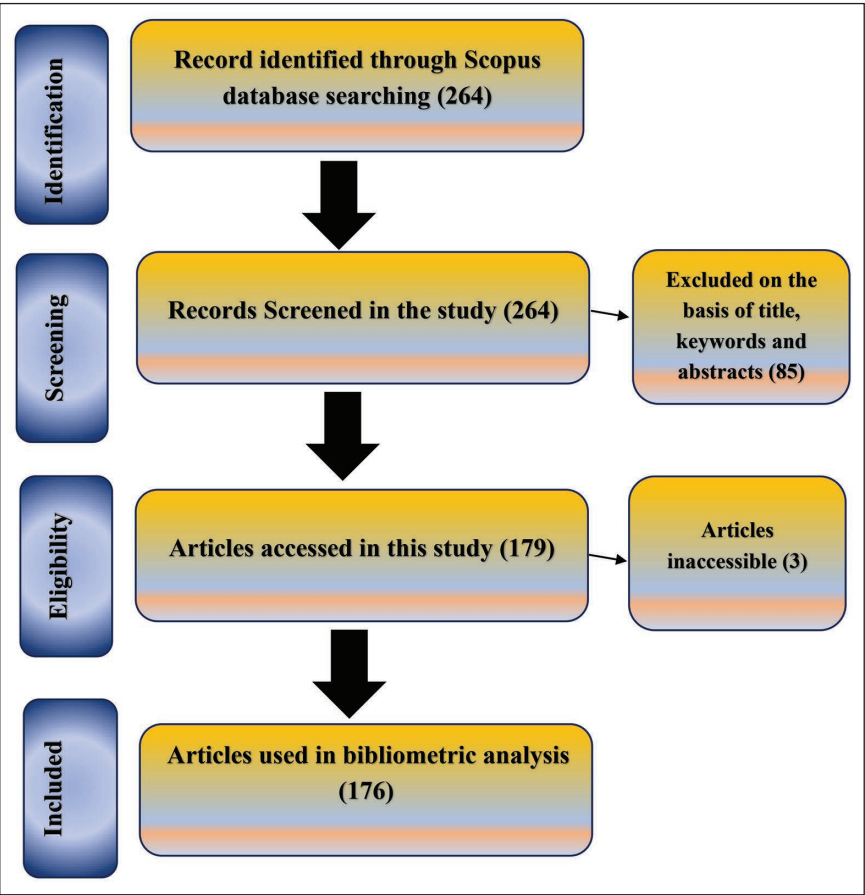 Identification
Record identified through Scopus
database searching (264)
Screening
Records Screened in the study (264)
Excluded on the
basis of title,
keywords and
abstracts (85)
Eligibility
Articles accessed in this study (179)
Articles
inaccessible (3)
Included
Articles used in bibliometric analysis
(176)